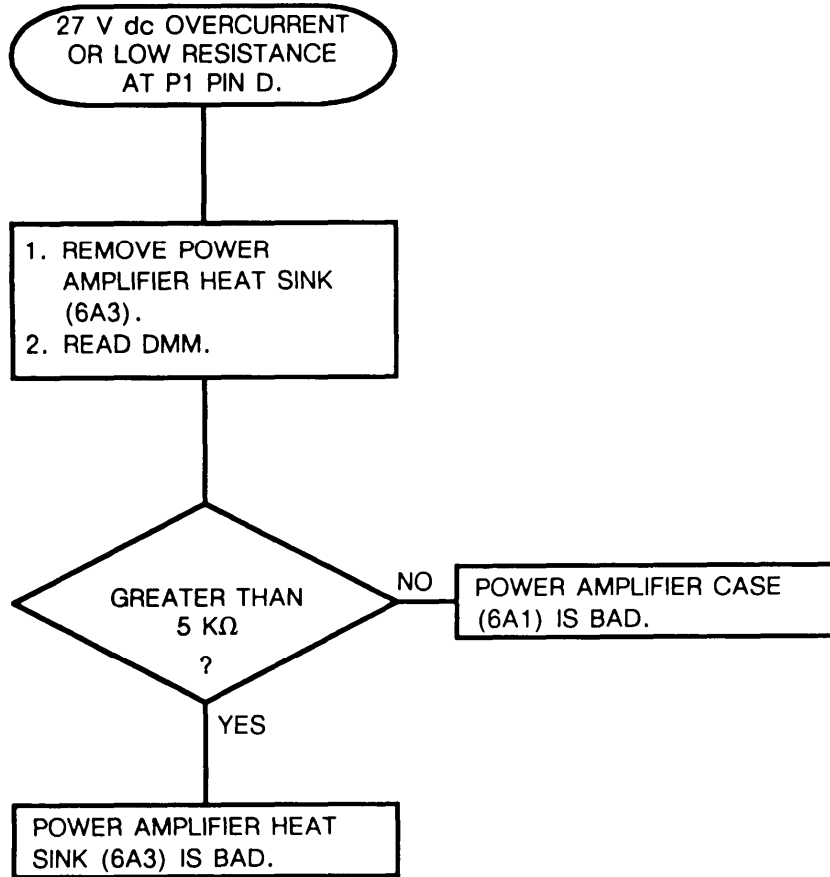 27 V dc OVERCURRENT
OR LOW RESISTANCE
AT P1 PIN D.
1. REMOVE POWER
AMPLIFIER HEAT SINK
(6A3).
2. READ DMM.
GREATER THAN
5 KΩ
?
NO
POWER AMPLIFIER CASE
(6A1) IS BAD.
YES
POWER AMPLIFIER HEAT
SINK (6A3) IS BAD.